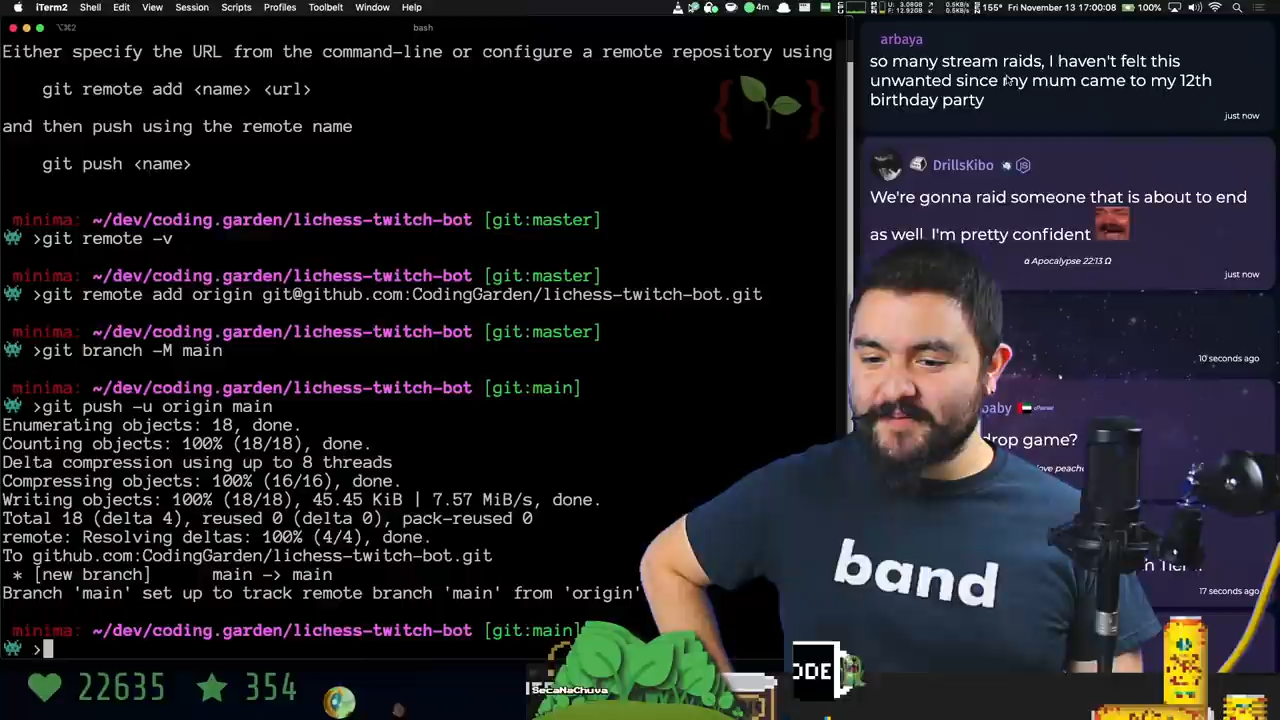 iTerm2 Shell Edit View Session Scripts Profiles Toolbelt Window Help
4m
155° Fri November 13 17:00:08 100%
⌥⌘2
bash
Either specify the URL from the command-line or configure a remote repository using
git remote add <name> <url>
and then push using the remote name
git push <name>
minima: ~/dev/coding.garden/lichess-twitch-bot [git:master]
>git remote -v
minima: ~/dev/coding.garden/lichess-twitch-bot [git:master]
>git remote add origin git@github.com:CodingGarden/lichess-twitch-bot.git
minima: ~/dev/coding.garden/lichess-twitch-bot [git:master]
>git branch -M main
minima: ~/dev/coding.garden/lichess-twitch-bot [git:main]
>git push -u origin main
Enumerating objects: 18, done.
Counting objects: 100% (18/18), done.
Delta compression using up to 8 threads
Compressing objects: 100% (16/16), done.
Writing objects: 100% (18/18), 45.45 KiB | 7.57 MiB/s, done.
Total 18 (delta 4), reused 0 (delta 0), pack-reused 0
remote: Resolving deltas: 100% (4/4), done.
To github.com:CodingGarden/lichess-twitch-bot.git
* [new branch] main -> main
Branch 'main' set up to track remote branch 'main' from 'origin'
minima: ~/dev/coding.garden/lichess-twitch-bot [git:main]
>
22635 354
SecaNaChuva
ODE
arbaya
so many stream raids, I haven't felt this
unwanted since my mum came to my 12th
birthday party
just now
DrillsKibo
We're gonna raid someone that is about to end
as well, I'm pretty confident
α Apocalypse 22:13 Ω
just now
10 seconds ago
baby
drop game?
love
17 seconds ago
band